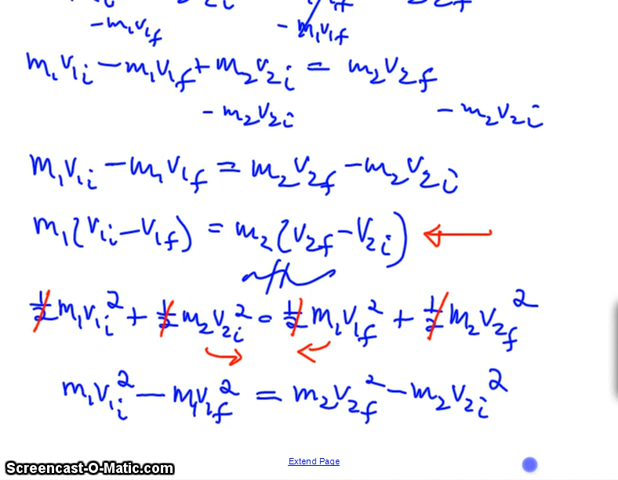 - m₁v₁f - m₁v₁f
m₁v₁ᵢ - m₁v₁f + m₂v₂ᵢ = m₂v₂f
- m₂v₂ᵢ - m₂v₂ᵢ
m₁v₁ᵢ - m₁v₁f = m₂v₂f - m₂v₂ᵢ
m₁(v₁ᵢ - v₁f) = m₂(v₂f - v₂ᵢ)
½m₁v₁ᵢ² + ½m₂v₂ᵢ² = ½m₁v₁f² + ½m₂v₂f²
m₁v₁ᵢ² - m₁v₁f² = m₂v₂f² - m₂v₂ᵢ²
Extend Page
Screencast-O-Matic.com